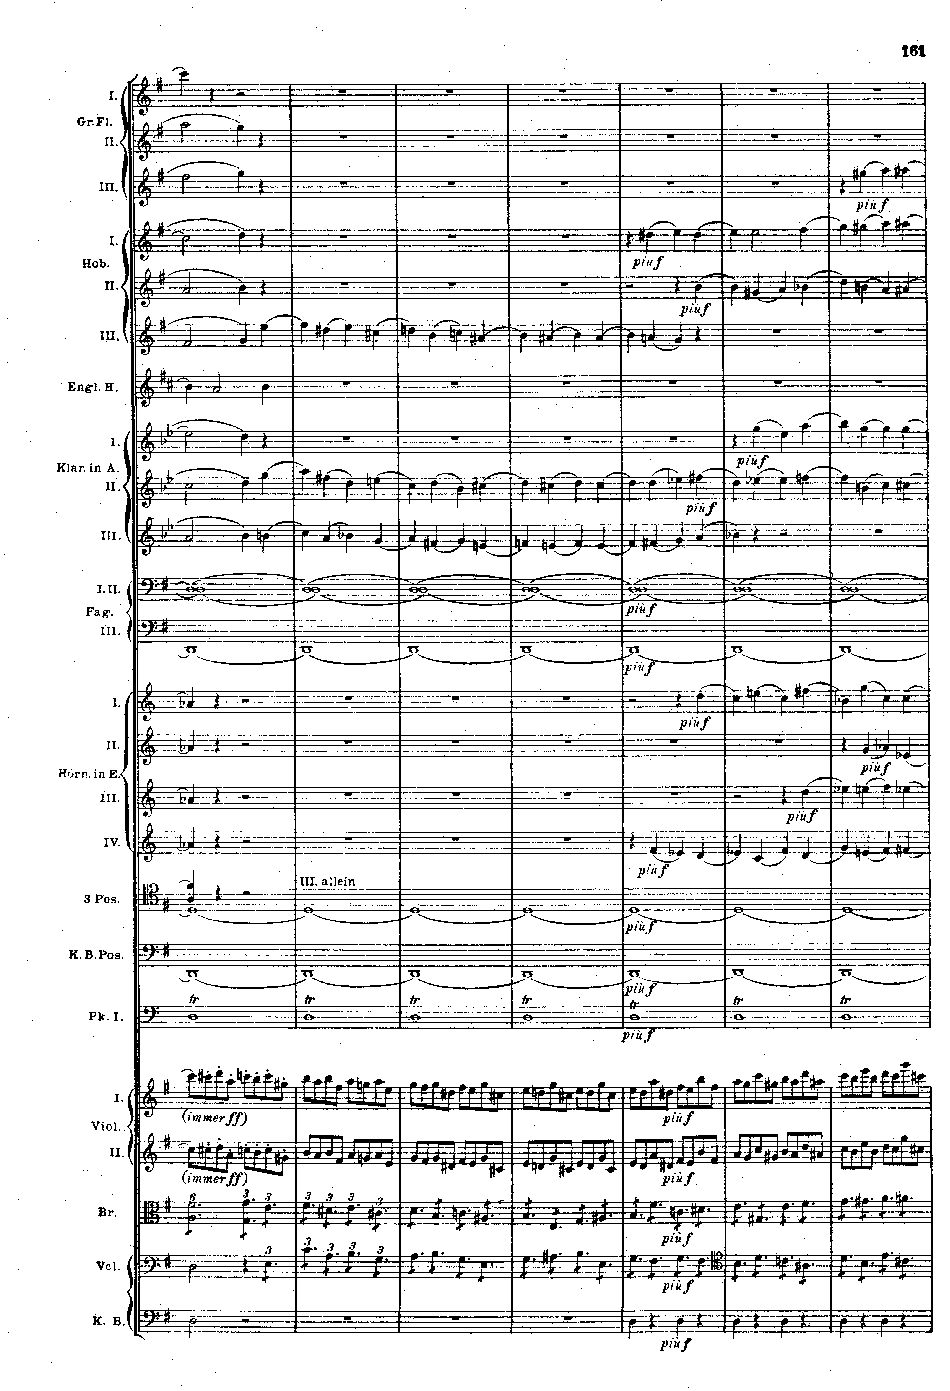 161
I.
Gr.Fl.
II.
III.
più f
I.
Hob.
più f
II.
più f
III.
Engl. H.
I.
Klar. in A.
più f
II.
più f
III.
I.II.
Fag.
più f
III.
più f
I.
più f
II.
Hörn. in E.
più f
III.
più f
IV.
più f
III. allein
3 Pos.
più f
K. B. Pos.
più f
tr tr tr tr tr tr tr
Pk. I.
più f
I.
(immer ff) più f
Viol.
II.
(immer ff) più f
6 3 3 3 3 3 3
Br.
più f
3 3 3 3 3
Vcl.
più f
K. B.
più f